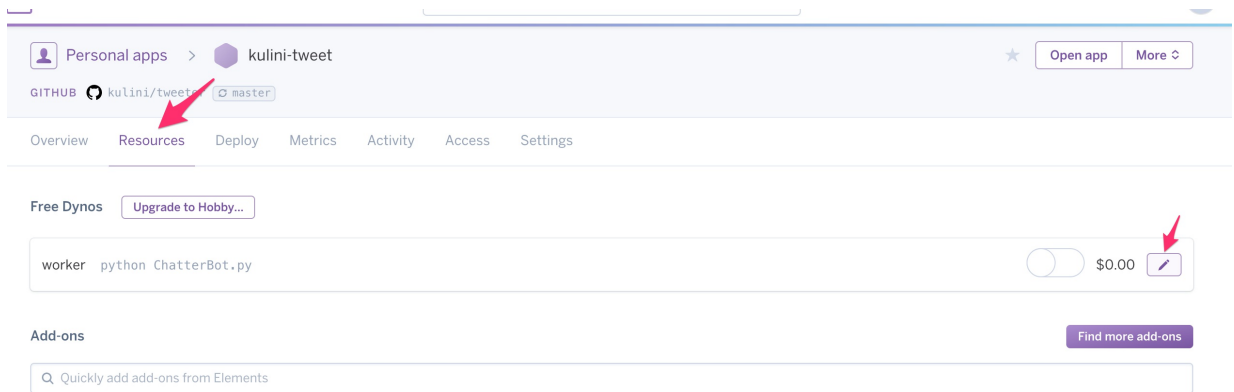 Personal apps > kulini-tweet
Open app More
GITHUB kulini/tweeter master
Overview Resources Deploy Metrics Activity Access Settings
Free Dynos Upgrade to Hobby...
worker python ChatterBot.py $0.00
Add-ons Find more add-ons
Quickly add add-ons from Elements